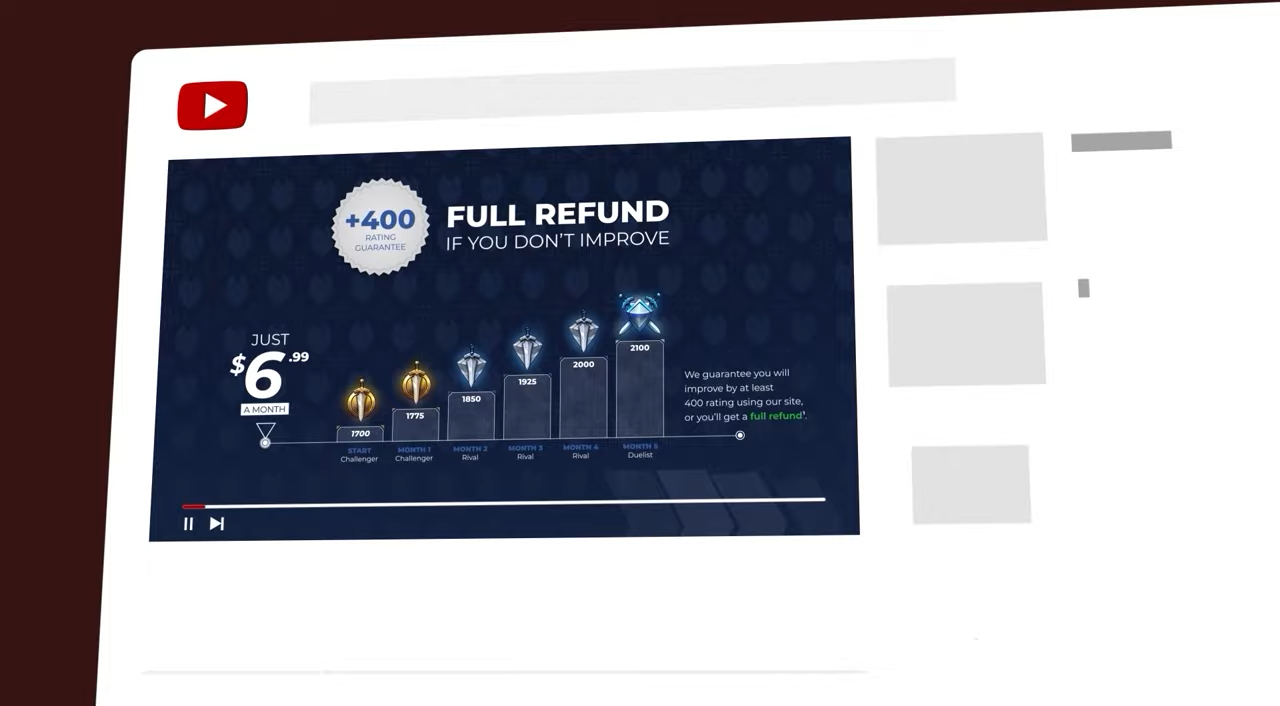 +400
RATING
GUARANTEE
FULL REFUND
IF YOU DON'T IMPROVE
JUST
$6.99
A MONTH
1700
1775
1850
1925
2000
2100
START
Challenger
MONTH 1
Challenger
MONTH 2
Rival
MONTH 3
Rival
MONTH 4
Rival
MONTH 5
Duelist
We guarantee you will
improve by at least
400 rating using our site,
or you'll get a full refund¹.